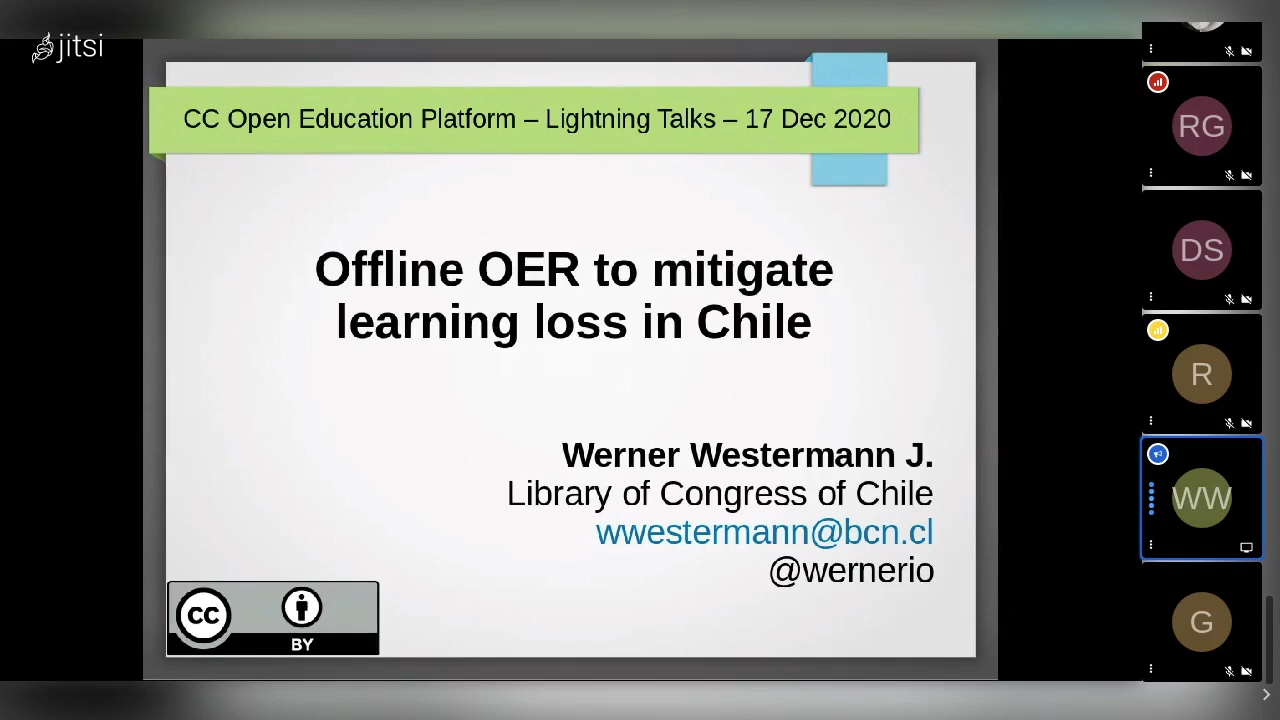 jitsi
CC Open Education Platform – Lightning Talks – 17 Dec 2020
Offline OER to mitigate
learning loss in Chile
Werner Westermann J.
Library of Congress of Chile
wwestermann@bcn.cl
@wernerio
CC
BY
RG
DS
R
WW
G